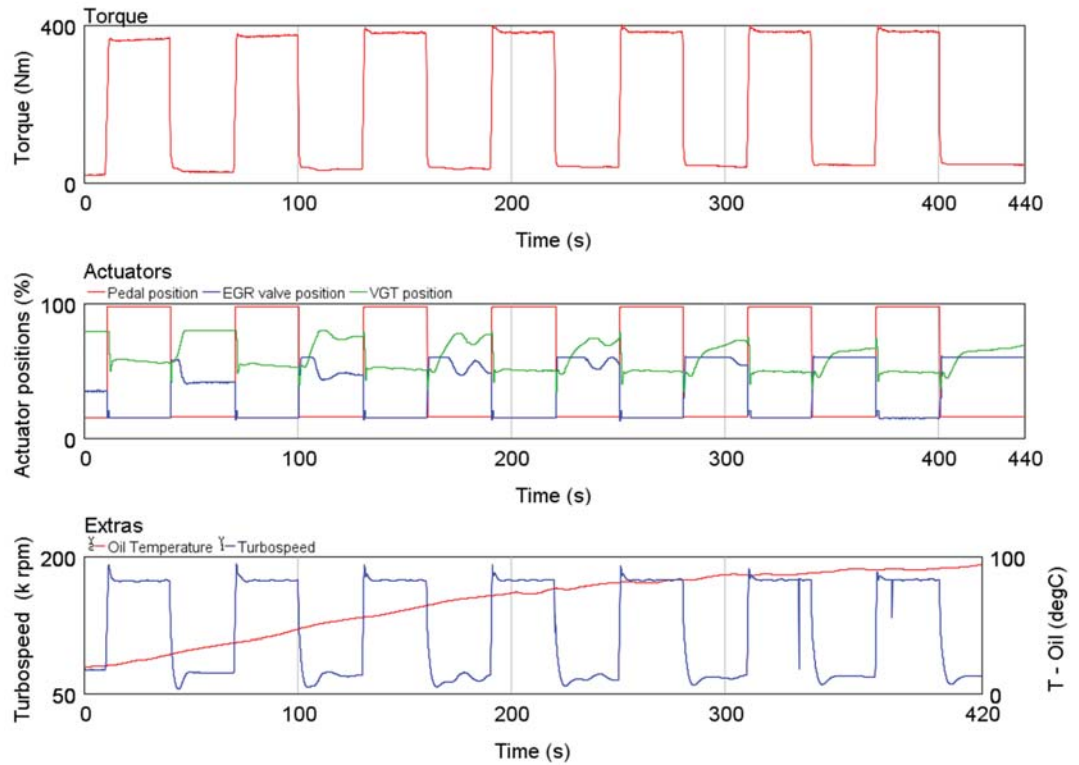 Torque
400
Torque (Nm)
0
0 100 200 300 400 440
Time (s)
Actuators
Pedal position EGR valve position VGT position
100
Actuator positions (%)
0
0 100 200 300 400 440
Time (s)
Extras
Y2 Oil Temperature Y1 Turbospeed
200 100
Turbospeed (k rpm)
T - Oil (degC)
50 0
0 100 200 300 420
Time (s)